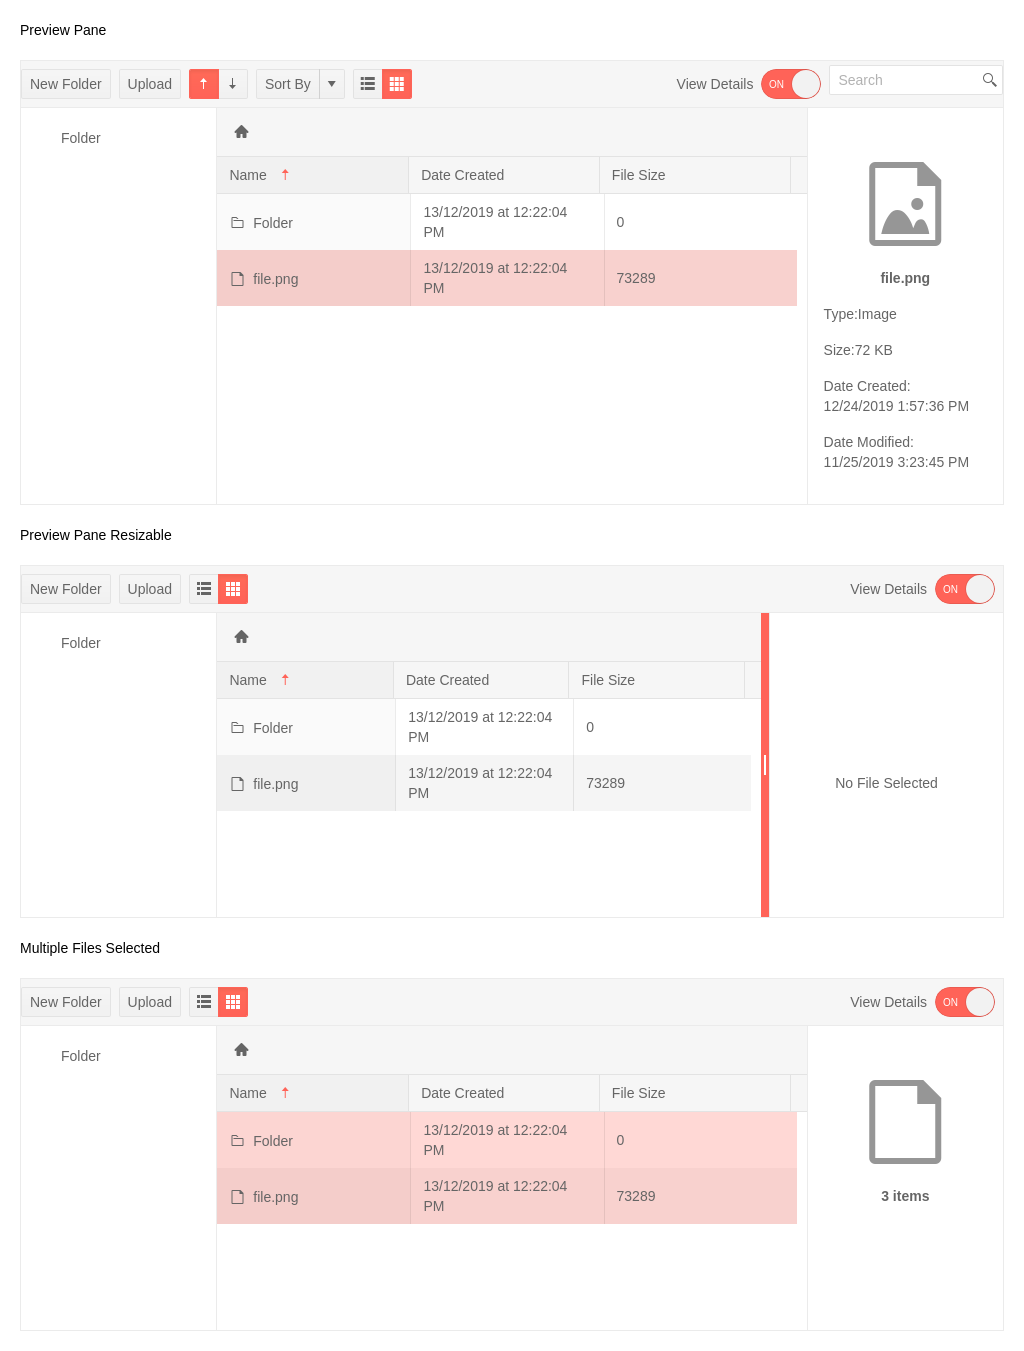 Preview Pane
New Folder Upload Sort By View Details ON Search
Folder
Name Date Created File Size
Folder 13/12/2019 at 12:22:04 PM 0
file.png 13/12/2019 at 12:22:04 PM 73289
file.png
Type:Image
Size:72 KB
Date Created:
12/24/2019 1:57:36 PM
Date Modified:
11/25/2019 3:23:45 PM
Preview Pane Resizable
New Folder Upload View Details ON
Folder
Name Date Created File Size
Folder 13/12/2019 at 12:22:04 PM 0
file.png 13/12/2019 at 12:22:04 PM 73289
No File Selected
Multiple Files Selected
New Folder Upload View Details ON
Folder
Name Date Created File Size
Folder 13/12/2019 at 12:22:04 PM 0
file.png 13/12/2019 at 12:22:04 PM 73289
3 items